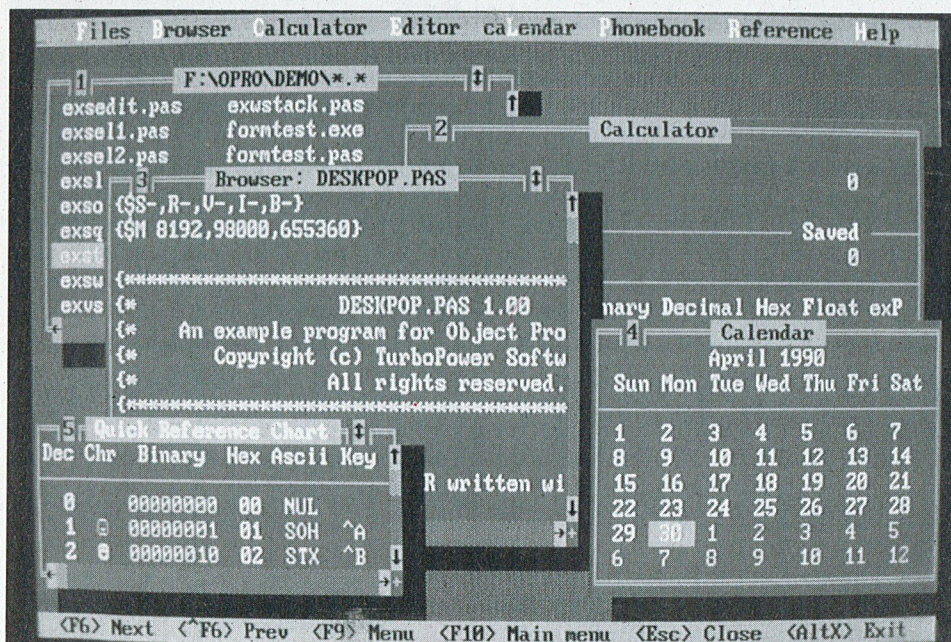 Files Browser Calculator Editor caLendar Phonebook Reference Help
1 F:\OPRO\DEMO\*.* ↕
exsedit.pas exwstack.pas
exsel1.pas formtest.exe
exsel2.pas formtest.pas
exsl
exso
exsq
exst
exsw
exvs
2 Calculator
0
Saved
0
nary Decimal Hex Float exP
3 Browser: DESKPOP.PAS ↕
{$S-,R-,V-,I-,B-}
{$M 8192,98000,655360}
{*********************************************
{* DESKPOP.PAS 1.00
{* An example program for Object Pro
{* Copyright (c) TurboPower Softw
{* All rights reserved.
{*********************************************
R written wi
4 Calendar
April 1990
Sun Mon Tue Wed Thu Fri Sat
1 2 3 4 5 6 7
8 9 10 11 12 13 14
15 16 17 18 19 20 21
22 23 24 25 26 27 28
29 30 1 2 3 4 5
6 7 8 9 10 11 12
5 Quick Reference Chart ↕
Dec Chr Binary Hex Ascii Key
0 00000000 00 NUL
1 ☺ 00000001 01 SOH ^A
2 ☻ 00000010 02 STX ^B
<F6> Next <^F6> Prev <F9> Menu <F10> Main menu <Esc> Close <AltX> Exit